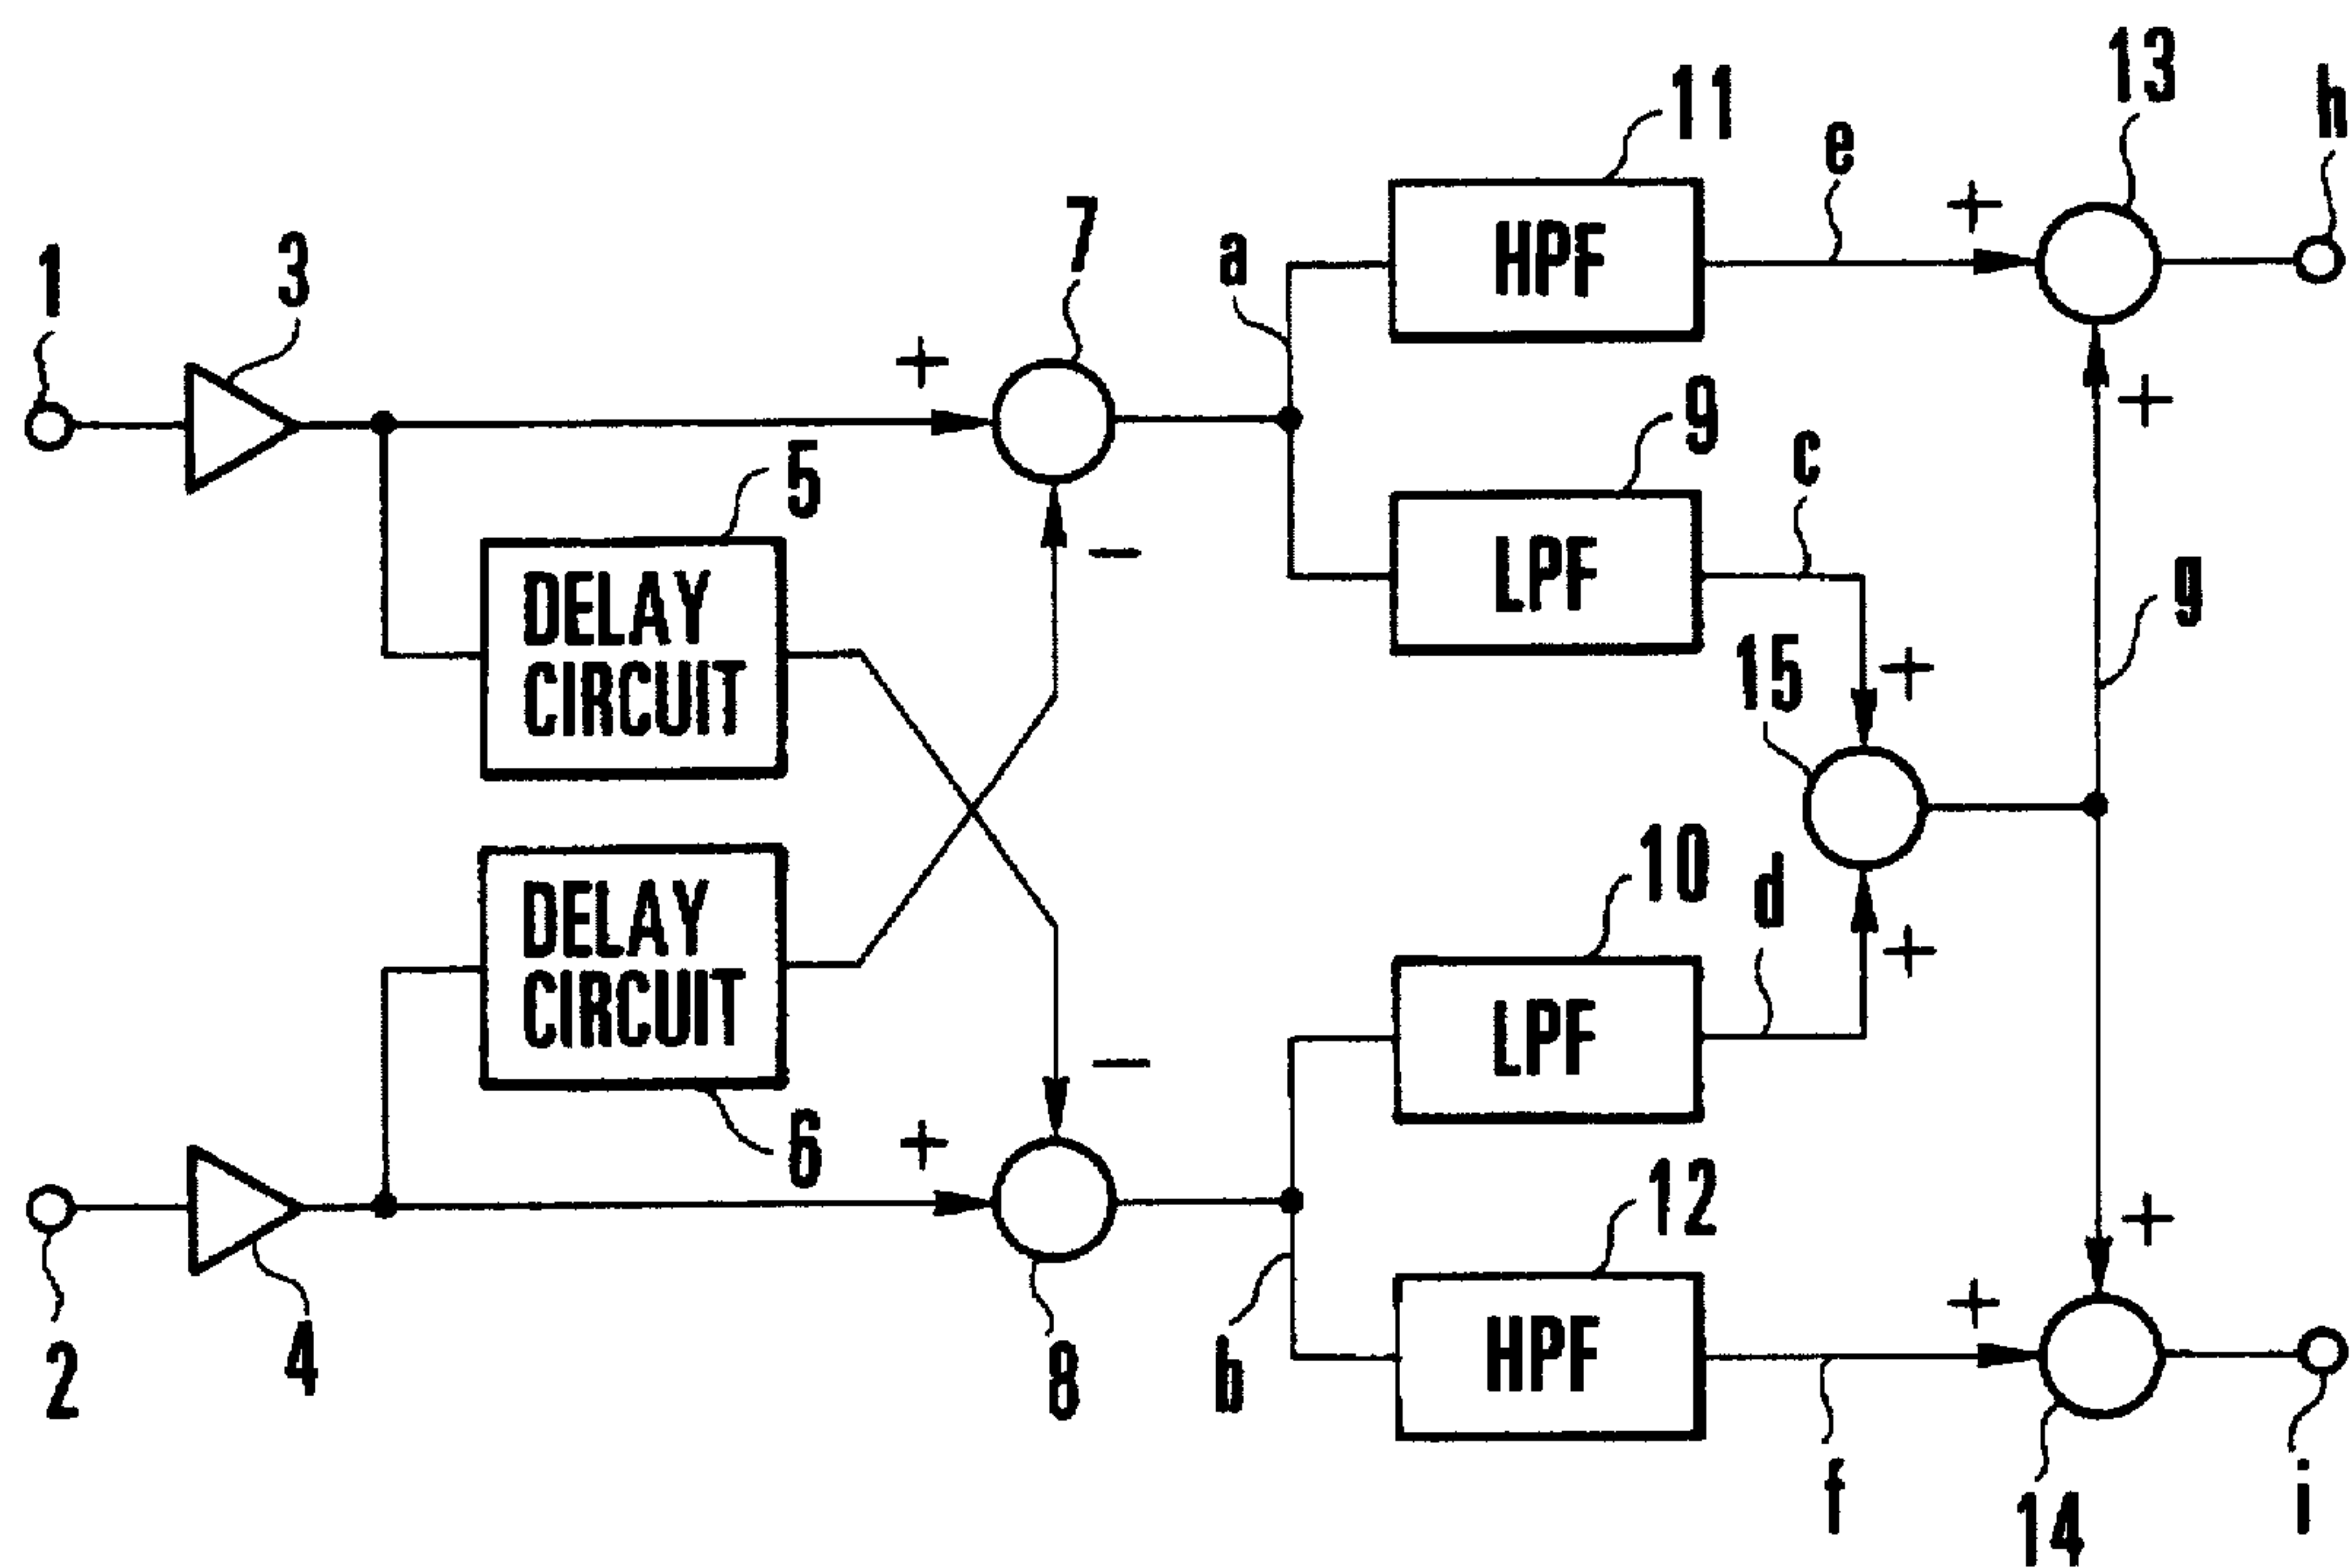 13
h
11
e
+
HPF
7
a
3
1
+
+
9
c
LPF
5
−
g
DELAY
CIRCUIT
+
15
10
d
+
DELAY
CIRCUIT
LPF
−
6
+
12
+
+
HPF
2
4
8
b
f
14
i